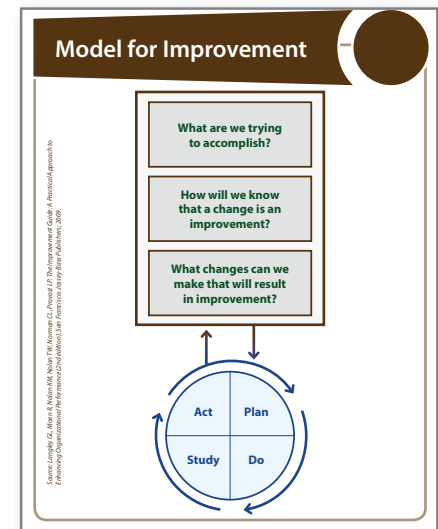 Model for Improvement
What are we trying
to accomplish?
How will we know
that a change is an
improvement?
What changes can we
make that will result
in improvement?
Act
Plan
Study
Do
Source: Langley GL, Moen R, Nolan KM, Nolan TW, Norman CL, Provost LP. The Improvement Guide: A Practical Approach to
Enhancing Organizational Performance (2nd edition). San Francisco: Jossey-Bass Publishers; 2009.